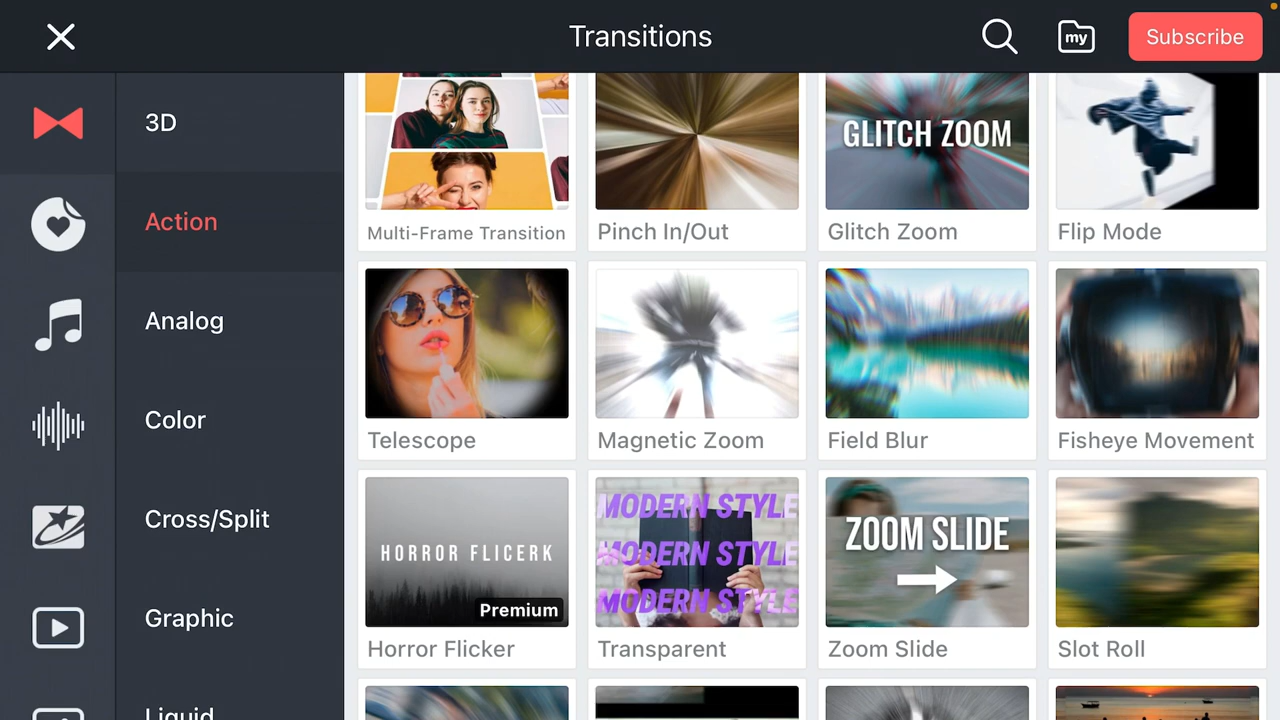 Transitions
my
Subscribe
3D
Action
Analog
Color
Cross/Split
Graphic
Liquid
GLITCH ZOOM
Multi-Frame Transition
Pinch In/Out
Glitch Zoom
Flip Mode
Telescope
Magnetic Zoom
Field Blur
Fisheye Movement
HORROR FLICERK
Premium
MODERN STYLE
MODERN STYLE
MODERN STYLE
ZOOM SLIDE
Horror Flicker
Transparent
Zoom Slide
Slot Roll